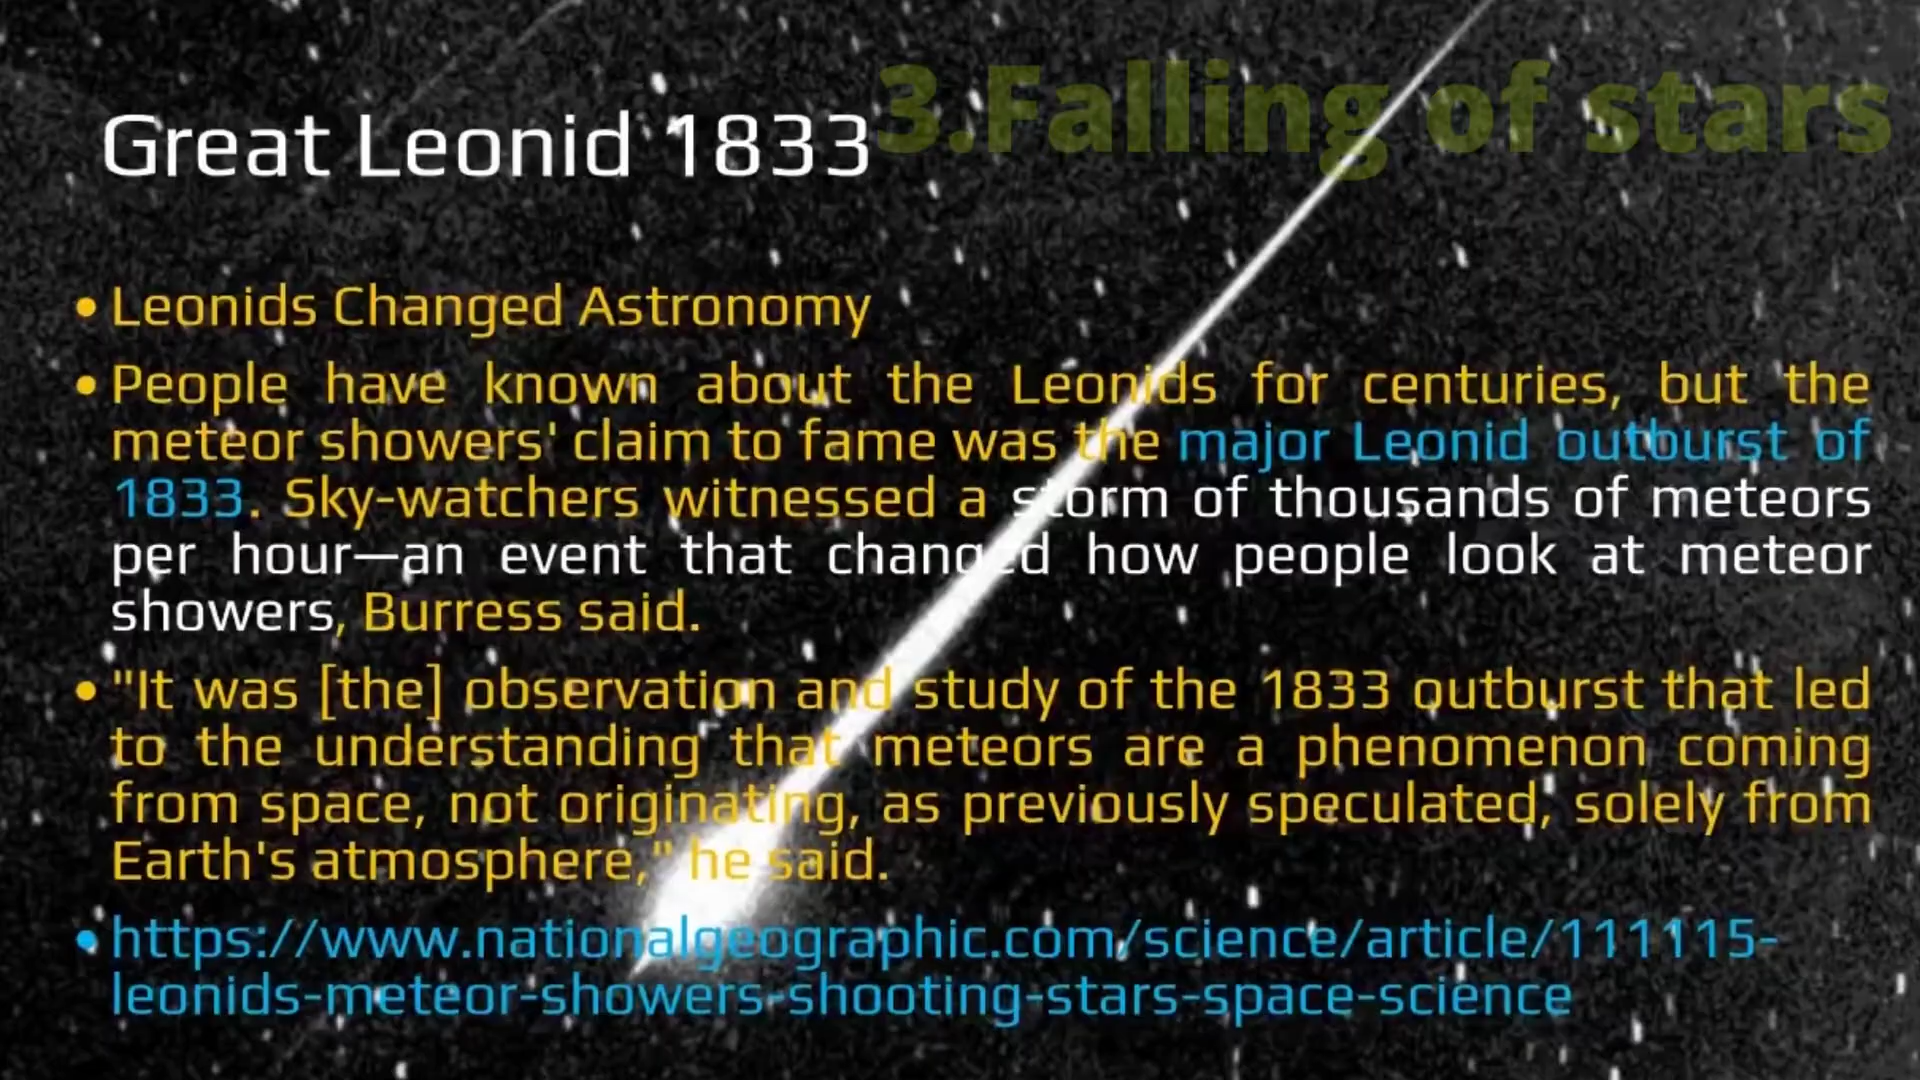 3.Falling of stars
Great Leonid 1833
• Leonids Changed Astronomy
• People have known about the Leonids for centuries, but the
meteor showers' claim to fame was the major Leonid outburst of
1833. Sky-watchers witnessed a storm of thousands of meteors
per hour—an event that changed how people look at meteor
showers, Burress said.
• "It was [the] observation and study of the 1833 outburst that led
to the understanding that meteors are a phenomenon coming
from space, not originating, as previously speculated, solely from
Earth's atmosphere," he said.
• https://www.nationalgeographic.com/science/article/111115-
leonids-meteor-showers-shooting-stars-space-science